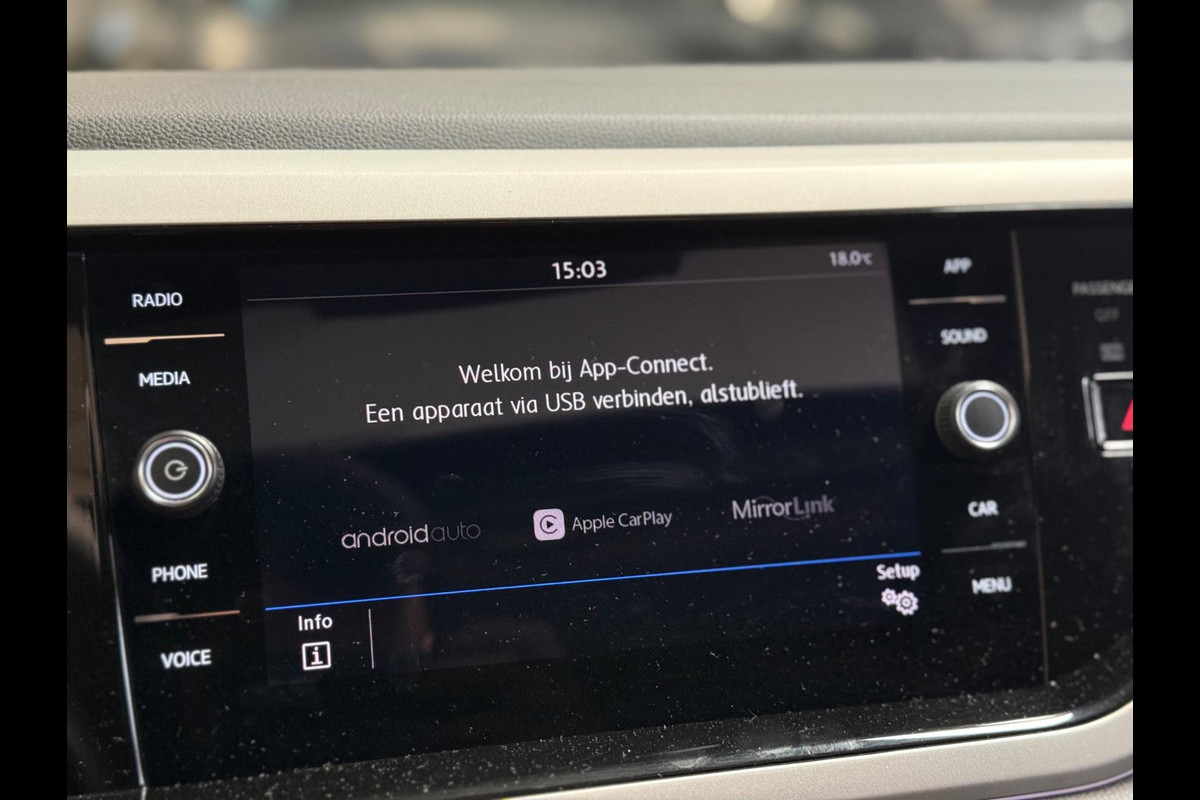 RADIO
MEDIA
PHONE
VOICE
15:03
18.0°C
Welkom bij App-Connect.
Een apparaat via USB verbinden, alstublieft.
androidauto
Apple CarPlay
MirrorLink
Info
i
Setup
APP
SOUND
CAR
MENU
OFF